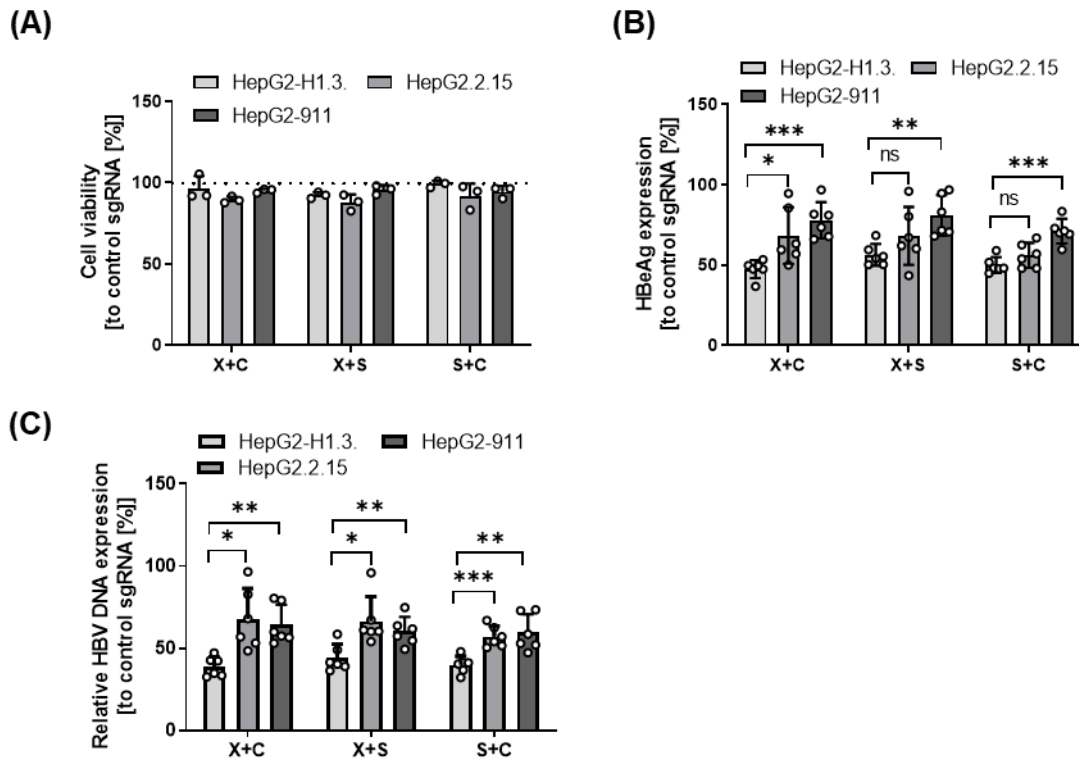 (A)
HepG2-H1.3. HepG2.2.15
HepG2-911
Cell viability
[to control sgRNA [%]]
150
100
50
0
X+C X+S S+C
(B)
HepG2-H1.3. HepG2.2.15
HepG2-911
HBeAg expression
[to control sgRNA [%]]
150
100
50
0
*** ** ***
* ns ns
X+C X+S S+C
(C)
HepG2-H1.3. HepG2-911
HepG2.2.15
Relative HBV DNA expression
[to control sgRNA [%]]
150
100
50
0
** ** **
* * ***
X+C X+S S+C